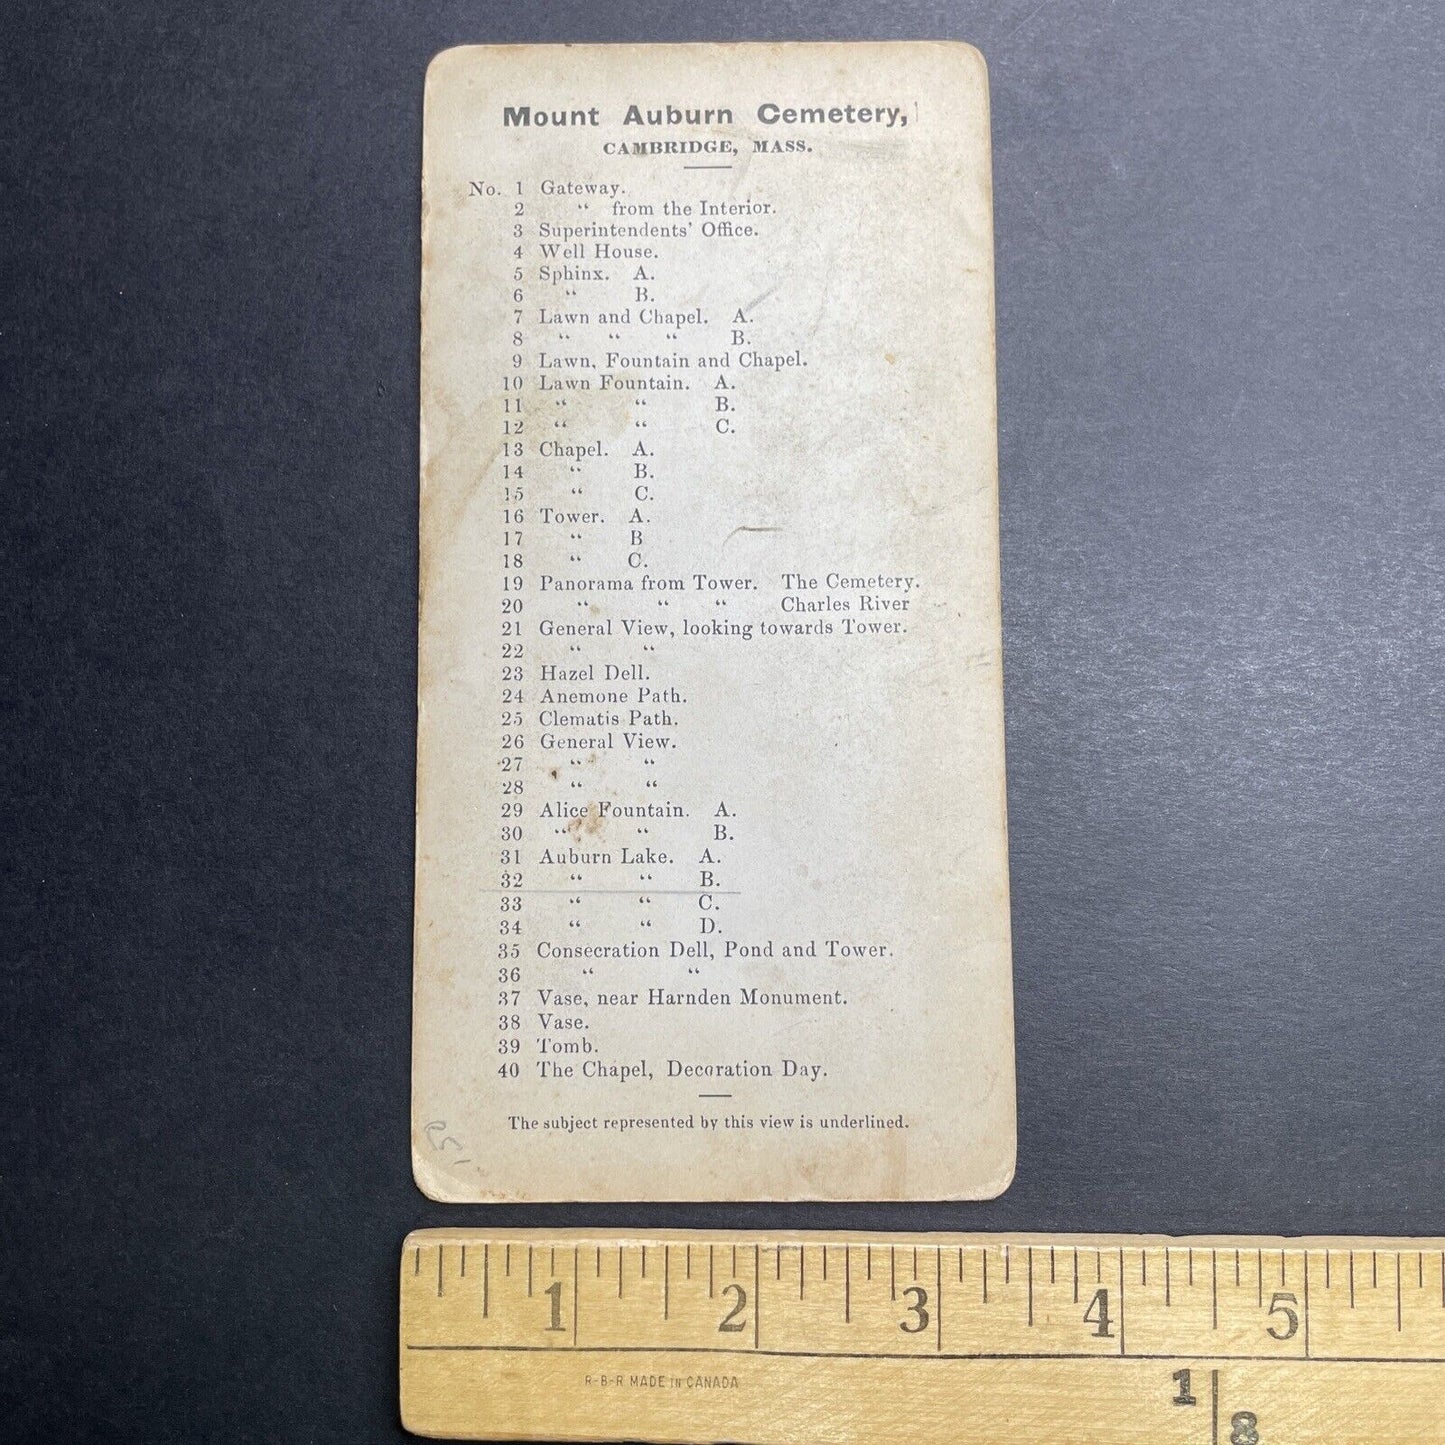 Mount Auburn Cemetery,
CAMBRIDGE, MASS.
No. 1 Gateway.
2 “ from the Interior.
3 Superintendents' Office.
4 Well House.
5 Sphinx. A.
6 “ B.
7 Lawn and Chapel. A.
8 “ “ “ B.
9 Lawn, Fountain and Chapel.
10 Lawn Fountain. A.
11 “ “ B.
12 “ “ C.
13 Chapel. A.
14 “ B.
15 “ C.
16 Tower. A.
17 “ B
18 “ C.
19 Panorama from Tower. The Cemetery.
20 “ “ “ Charles River
21 General View, looking towards Tower.
22 “ “
23 Hazel Dell.
24 Anemone Path.
25 Clematis Path.
26 General View.
27 “ “
28 “ “
29 Alice Fountain. A.
30 “ “ B.
31 Auburn Lake. A.
32 “ “ B.
33 “ “ C.
34 “ “ D.
35 Consecration Dell, Pond and Tower.
36 “ “
37 Vase, near Harnden Monument.
38 Vase.
39 Tomb.
40 The Chapel, Decoration Day.
The subject represented by this view is underlined.
1 2 3 4 5
R-B-R MADE IN CANADA
1
8